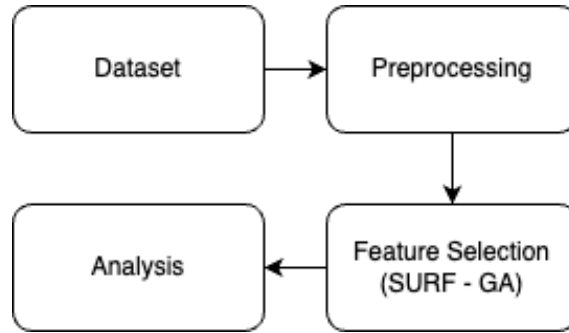 Dataset
Preprocessing
Feature Selection
(SURF - GA)
Analysis